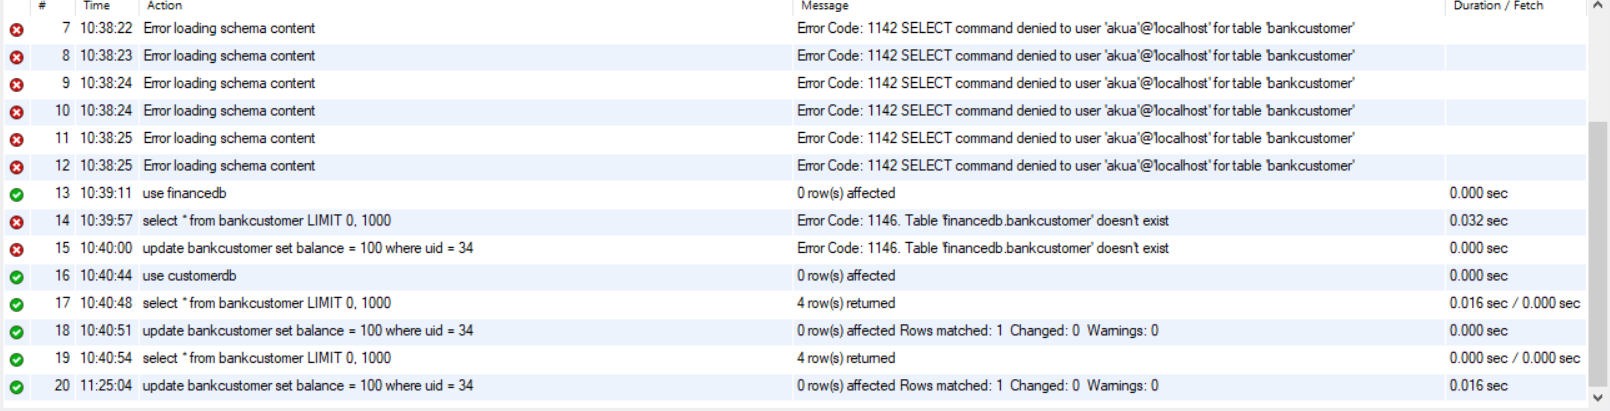 # Time Action Message Duration / Fetch
7 10:38:22 Error loading schema content Error Code: 1142 SELECT command denied to user 'akua'@'localhost' for table 'bankcustomer'
8 10:38:23 Error loading schema content Error Code: 1142 SELECT command denied to user 'akua'@'localhost' for table 'bankcustomer'
9 10:38:24 Error loading schema content Error Code: 1142 SELECT command denied to user 'akua'@'localhost' for table 'bankcustomer'
10 10:38:24 Error loading schema content Error Code: 1142 SELECT command denied to user 'akua'@'localhost' for table 'bankcustomer'
11 10:38:25 Error loading schema content Error Code: 1142 SELECT command denied to user 'akua'@'localhost' for table 'bankcustomer'
12 10:38:25 Error loading schema content Error Code: 1142 SELECT command denied to user 'akua'@'localhost' for table 'bankcustomer'
13 10:39:11 use financedb 0 row(s) affected 0.000 sec
14 10:39:57 select * from bankcustomer LIMIT 0, 1000 Error Code: 1146. Table 'financedb.bankcustomer' doesn't exist 0.032 sec
15 10:40:00 update bankcustomer set balance = 100 where uid = 34 Error Code: 1146. Table 'financedb.bankcustomer' doesn't exist 0.000 sec
16 10:40:44 use customerdb 0 row(s) affected 0.000 sec
17 10:40:48 select * from bankcustomer LIMIT 0, 1000 4 row(s) returned 0.016 sec / 0.000 sec
18 10:40:51 update bankcustomer set balance = 100 where uid = 34 0 row(s) affected Rows matched: 1 Changed: 0 Warnings: 0 0.000 sec
19 10:40:54 select * from bankcustomer LIMIT 0, 1000 4 row(s) returned 0.000 sec / 0.000 sec
20 11:25:04 update bankcustomer set balance = 100 where uid = 34 0 row(s) affected Rows matched: 1 Changed: 0 Warnings: 0 0.016 sec